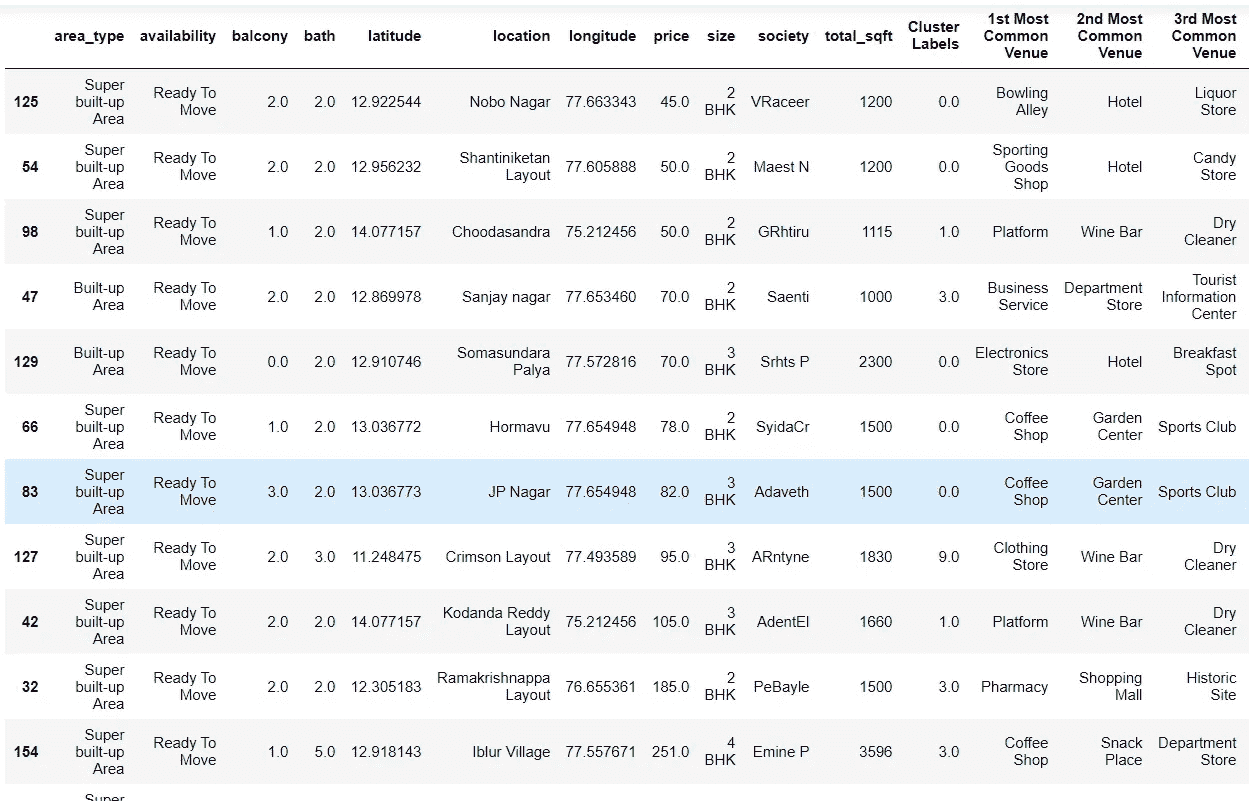 area_type availability balcony bath latitude location longitude price size society total_sqft Cluster Labels 1st Most Common Venue 2nd Most Common Venue 3rd Most Common Venue
125 Super built-up Area Ready To Move 2.0 2.0 12.922544 Nobo Nagar 77.663343 45.0 2 BHK VRaceer 1200 0.0 Bowling Alley Hotel Liquor Store
54 Super built-up Area Ready To Move 2.0 2.0 12.956232 Shantiniketan Layout 77.605888 50.0 2 BHK Maest N 1200 0.0 Sporting Goods Shop Hotel Candy Store
98 Super built-up Area Ready To Move 1.0 2.0 14.077157 Choodasandra 75.212456 50.0 2 BHK GRhtiru 1115 1.0 Platform Wine Bar Dry Cleaner
47 Built-up Area Ready To Move 2.0 2.0 12.869978 Sanjay nagar 77.653460 70.0 2 BHK Saenti 1000 3.0 Business Service Department Store Tourist Information Center
129 Built-up Area Ready To Move 0.0 2.0 12.910746 Somasundara Palya 77.572816 70.0 3 BHK Srhts P 2300 0.0 Electronics Store Hotel Breakfast Spot
66 Super built-up Area Ready To Move 1.0 2.0 13.036772 Hormavu 77.654948 78.0 2 BHK SyidaCr 1500 0.0 Coffee Shop Garden Center Sports Club
83 Super built-up Area Ready To Move 3.0 2.0 13.036773 JP Nagar 77.654948 82.0 3 BHK Adaveth 1500 0.0 Coffee Shop Garden Center Sports Club
127 Super built-up Area Ready To Move 2.0 3.0 11.248475 Crimson Layout 77.493589 95.0 3 BHK ARntyne 1830 9.0 Clothing Store Wine Bar Dry Cleaner
42 Super built-up Area Ready To Move 2.0 2.0 14.077157 Kodanda Reddy Layout 75.212456 105.0 3 BHK AdentEl 1660 1.0 Platform Wine Bar Dry Cleaner
32 Super built-up Area Ready To Move 2.0 2.0 12.305183 Ramakrishnappa Layout 76.655361 185.0 2 BHK PeBayle 1500 3.0 Pharmacy Shopping Mall Historic Site
154 Super built-up Area Ready To Move 1.0 5.0 12.918143 Iblur Village 77.557671 251.0 4 BHK Emine P 3596 3.0 Coffee Shop Snack Place Department Store
Super